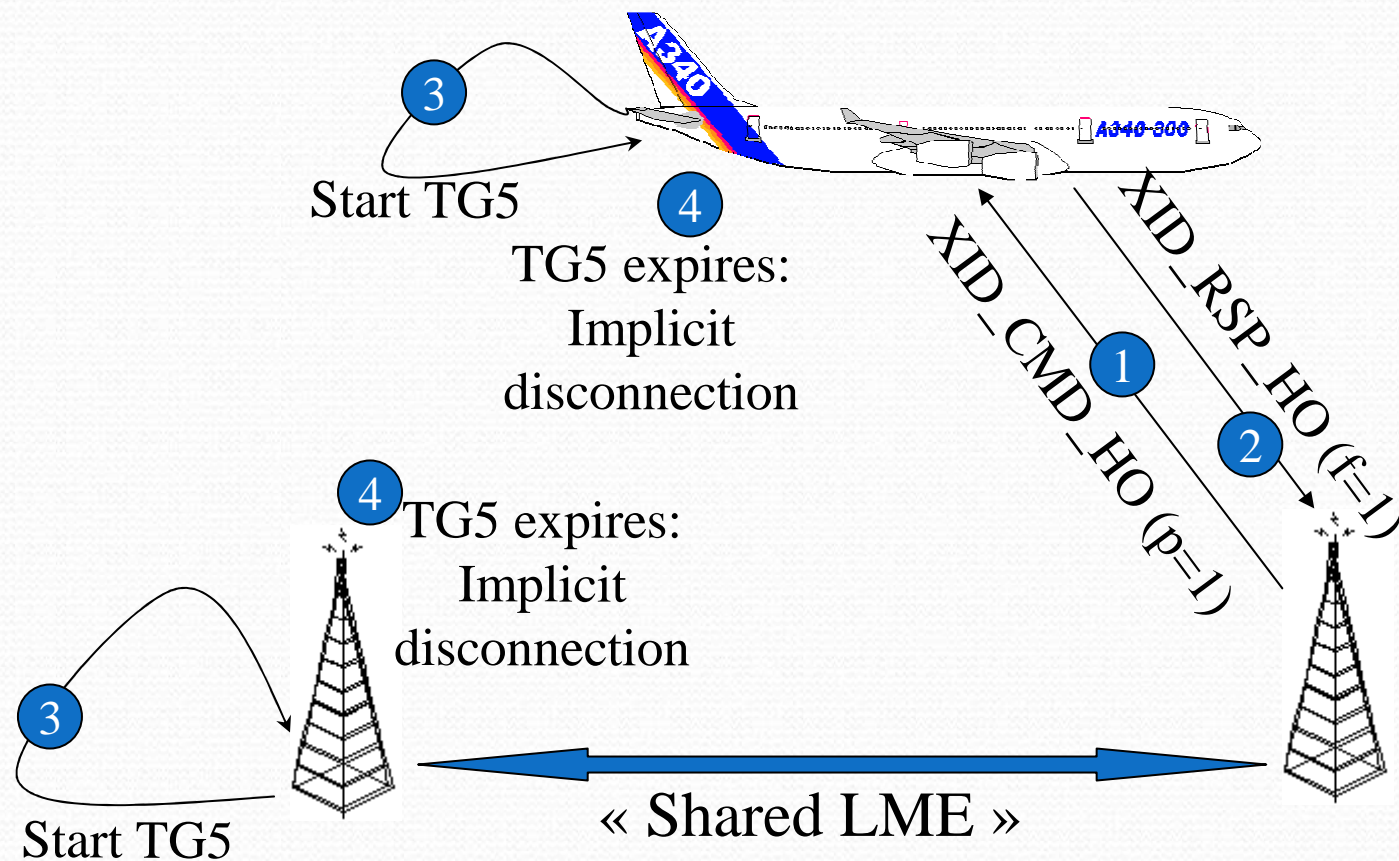 A340
3
A340-300
Start TG5
4
TG5 expires:
Implicit
disconnection
XID_CMD_HO (p=1)
1
XID_RSP_HO (f=1)
2
4
TG5 expires:
Implicit
disconnection
3
Start TG5
« Shared LME »